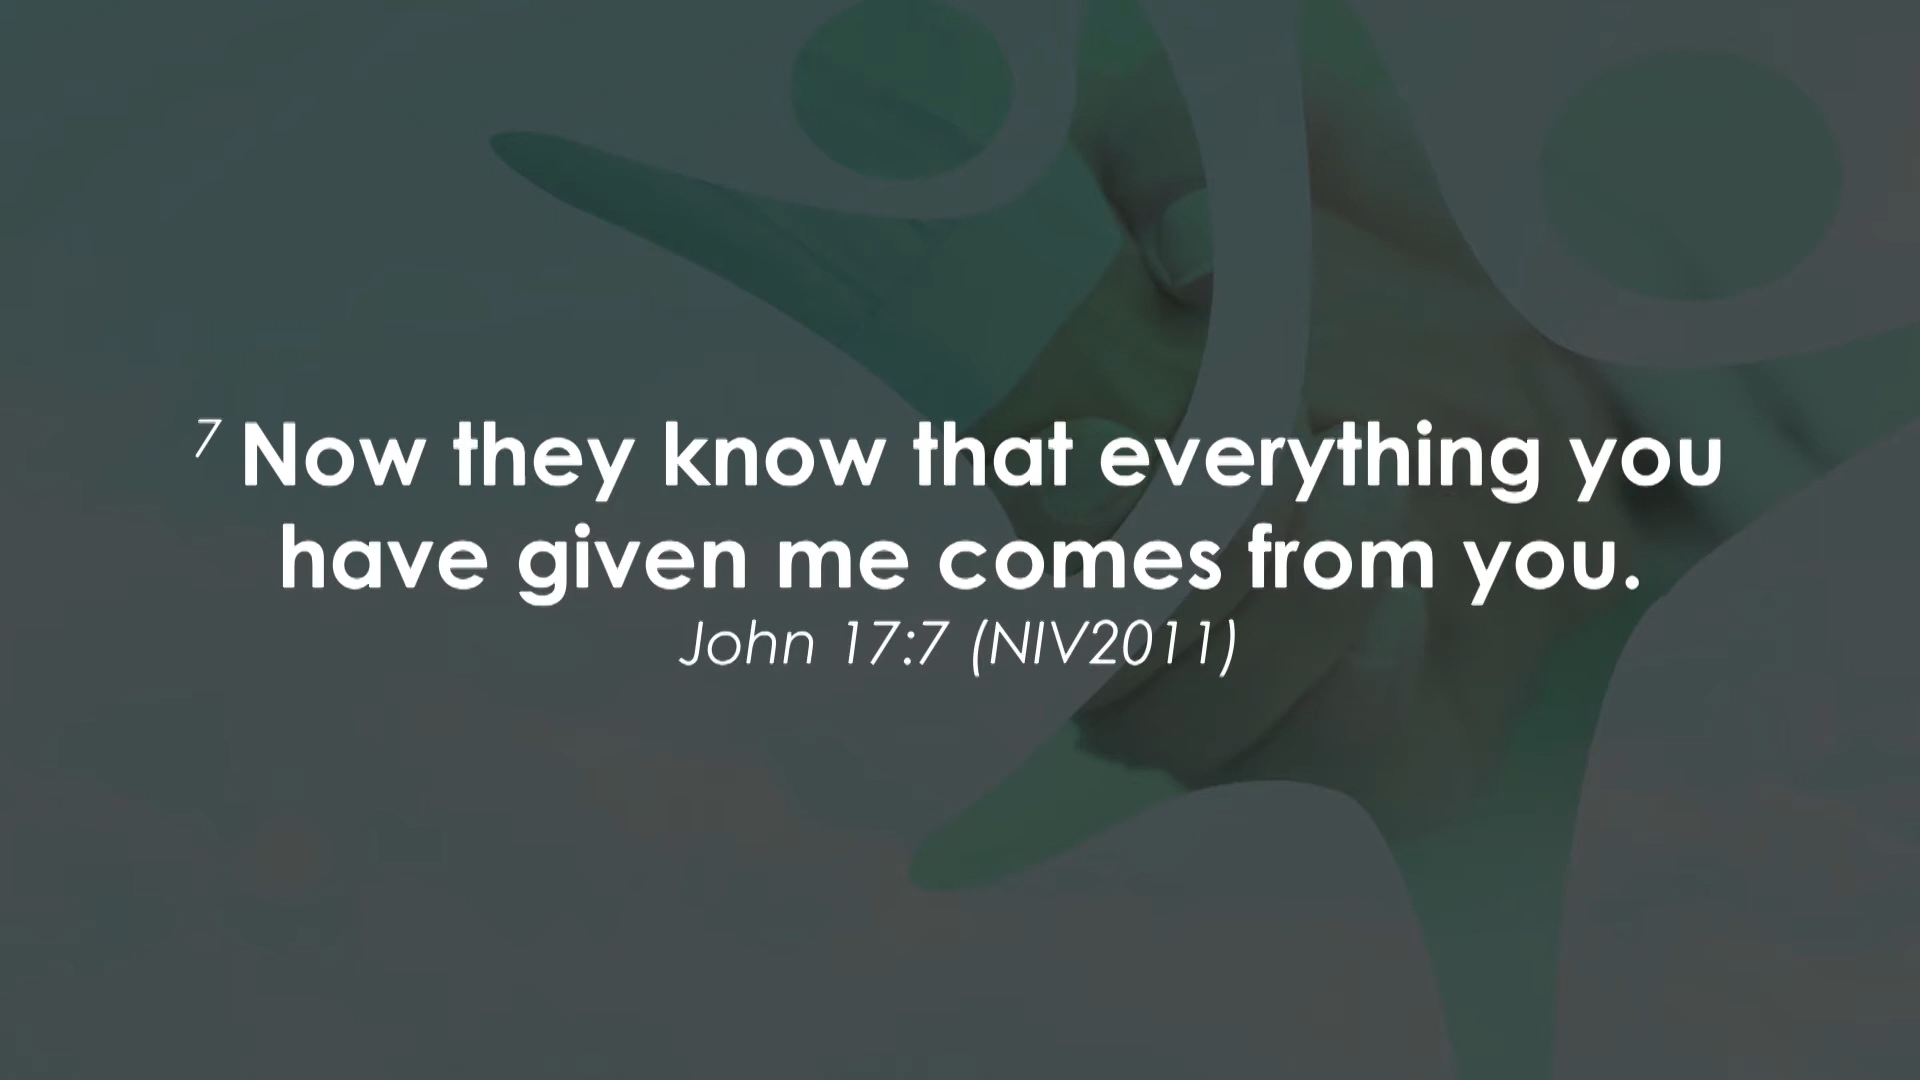 7 Now they know that everything you
have given me comes from you.
John 17:7 (NIV2011)